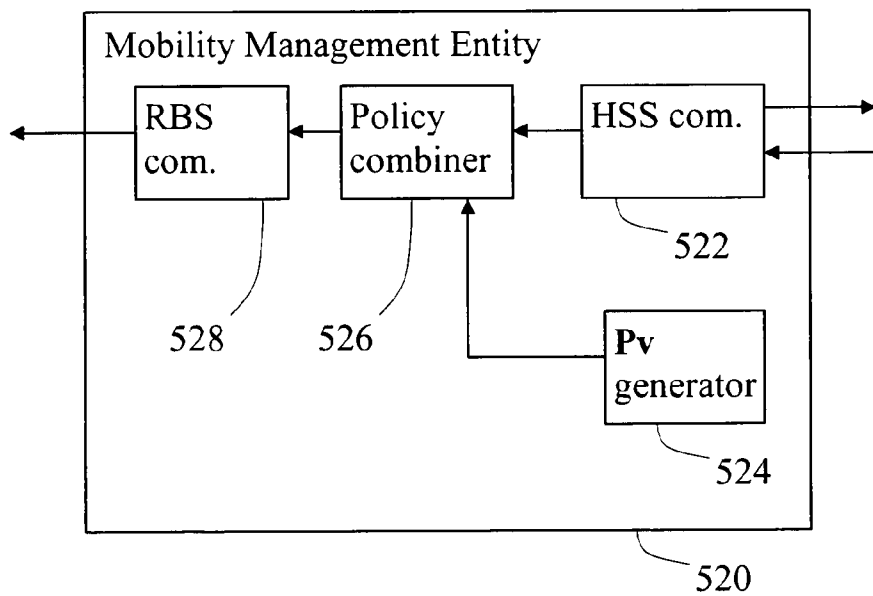 Mobility Management Entity
RBS
com.
Policy
combiner
HSS com.
522
528
526
Pv
generator
524
520